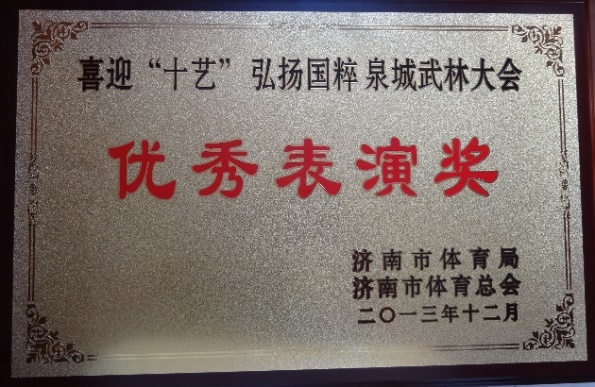 喜迎“十艺”弘扬国粹 泉城武林大会
优秀表演奖
济南市体育局
济南市体育总会
二〇一三年十二月